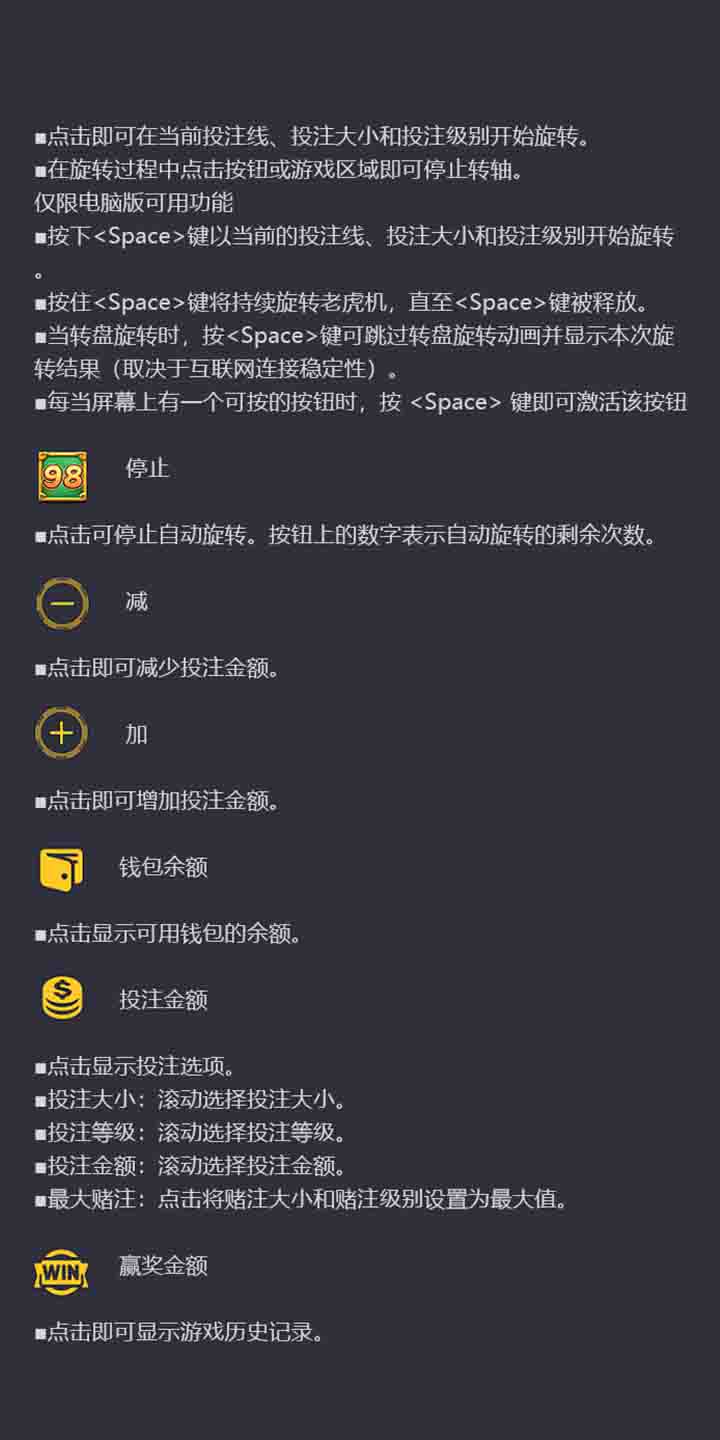 ■点击即可在当前投注线、投注大小和投注级别开始旋转。
■在旋转过程中点击按钮或游戏区域即可停止转轴。
仅限电脑版可用功能
■按下<Space>键以当前的投注线、投注大小和投注级别开始旋转
。
■按住<Space>键将持续旋转老虎机，直至<Space>键被释放。
■当转盘旋转时，按<Space>键可跳过转盘旋转动画并显示本次旋
转结果（取决于互联网连接稳定性）。
■每当屏幕上有一个可按的按钮时，按 <Space> 键即可激活该按钮
98 停止
■点击可停止自动旋转。按钮上的数字表示自动旋转的剩余次数。
减
■点击即可减少投注金额。
加
■点击即可增加投注金额。
钱包余额
■点击显示可用钱包的余额。
$ 投注金额
■点击显示投注选项。
■投注大小：滚动选择投注大小。
■投注等级：滚动选择投注等级。
■投注金额：滚动选择投注金额。
■最大赌注：点击将赌注大小和赌注级别设置为最大值。
WIN 赢奖金额
■点击即可显示游戏历史记录。